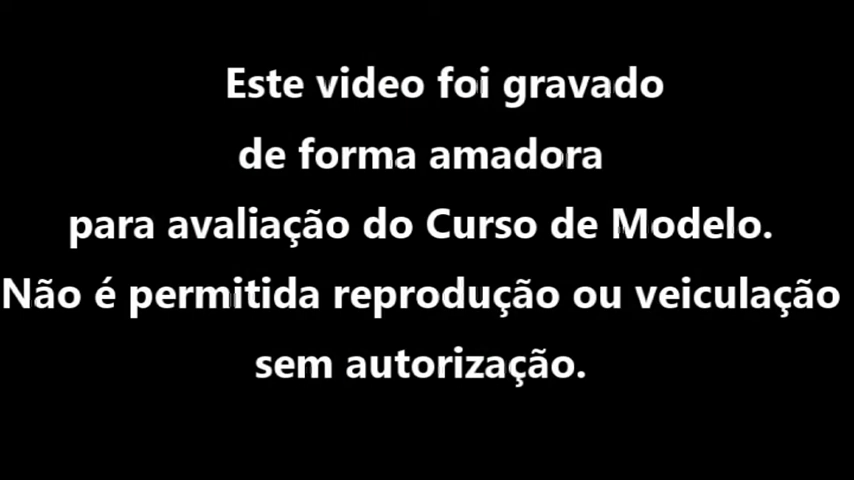 Este video foi gravado
de forma amadora
para avaliação do Curso de Modelo.
Não é permitida reprodução ou veiculação
sem autorização.